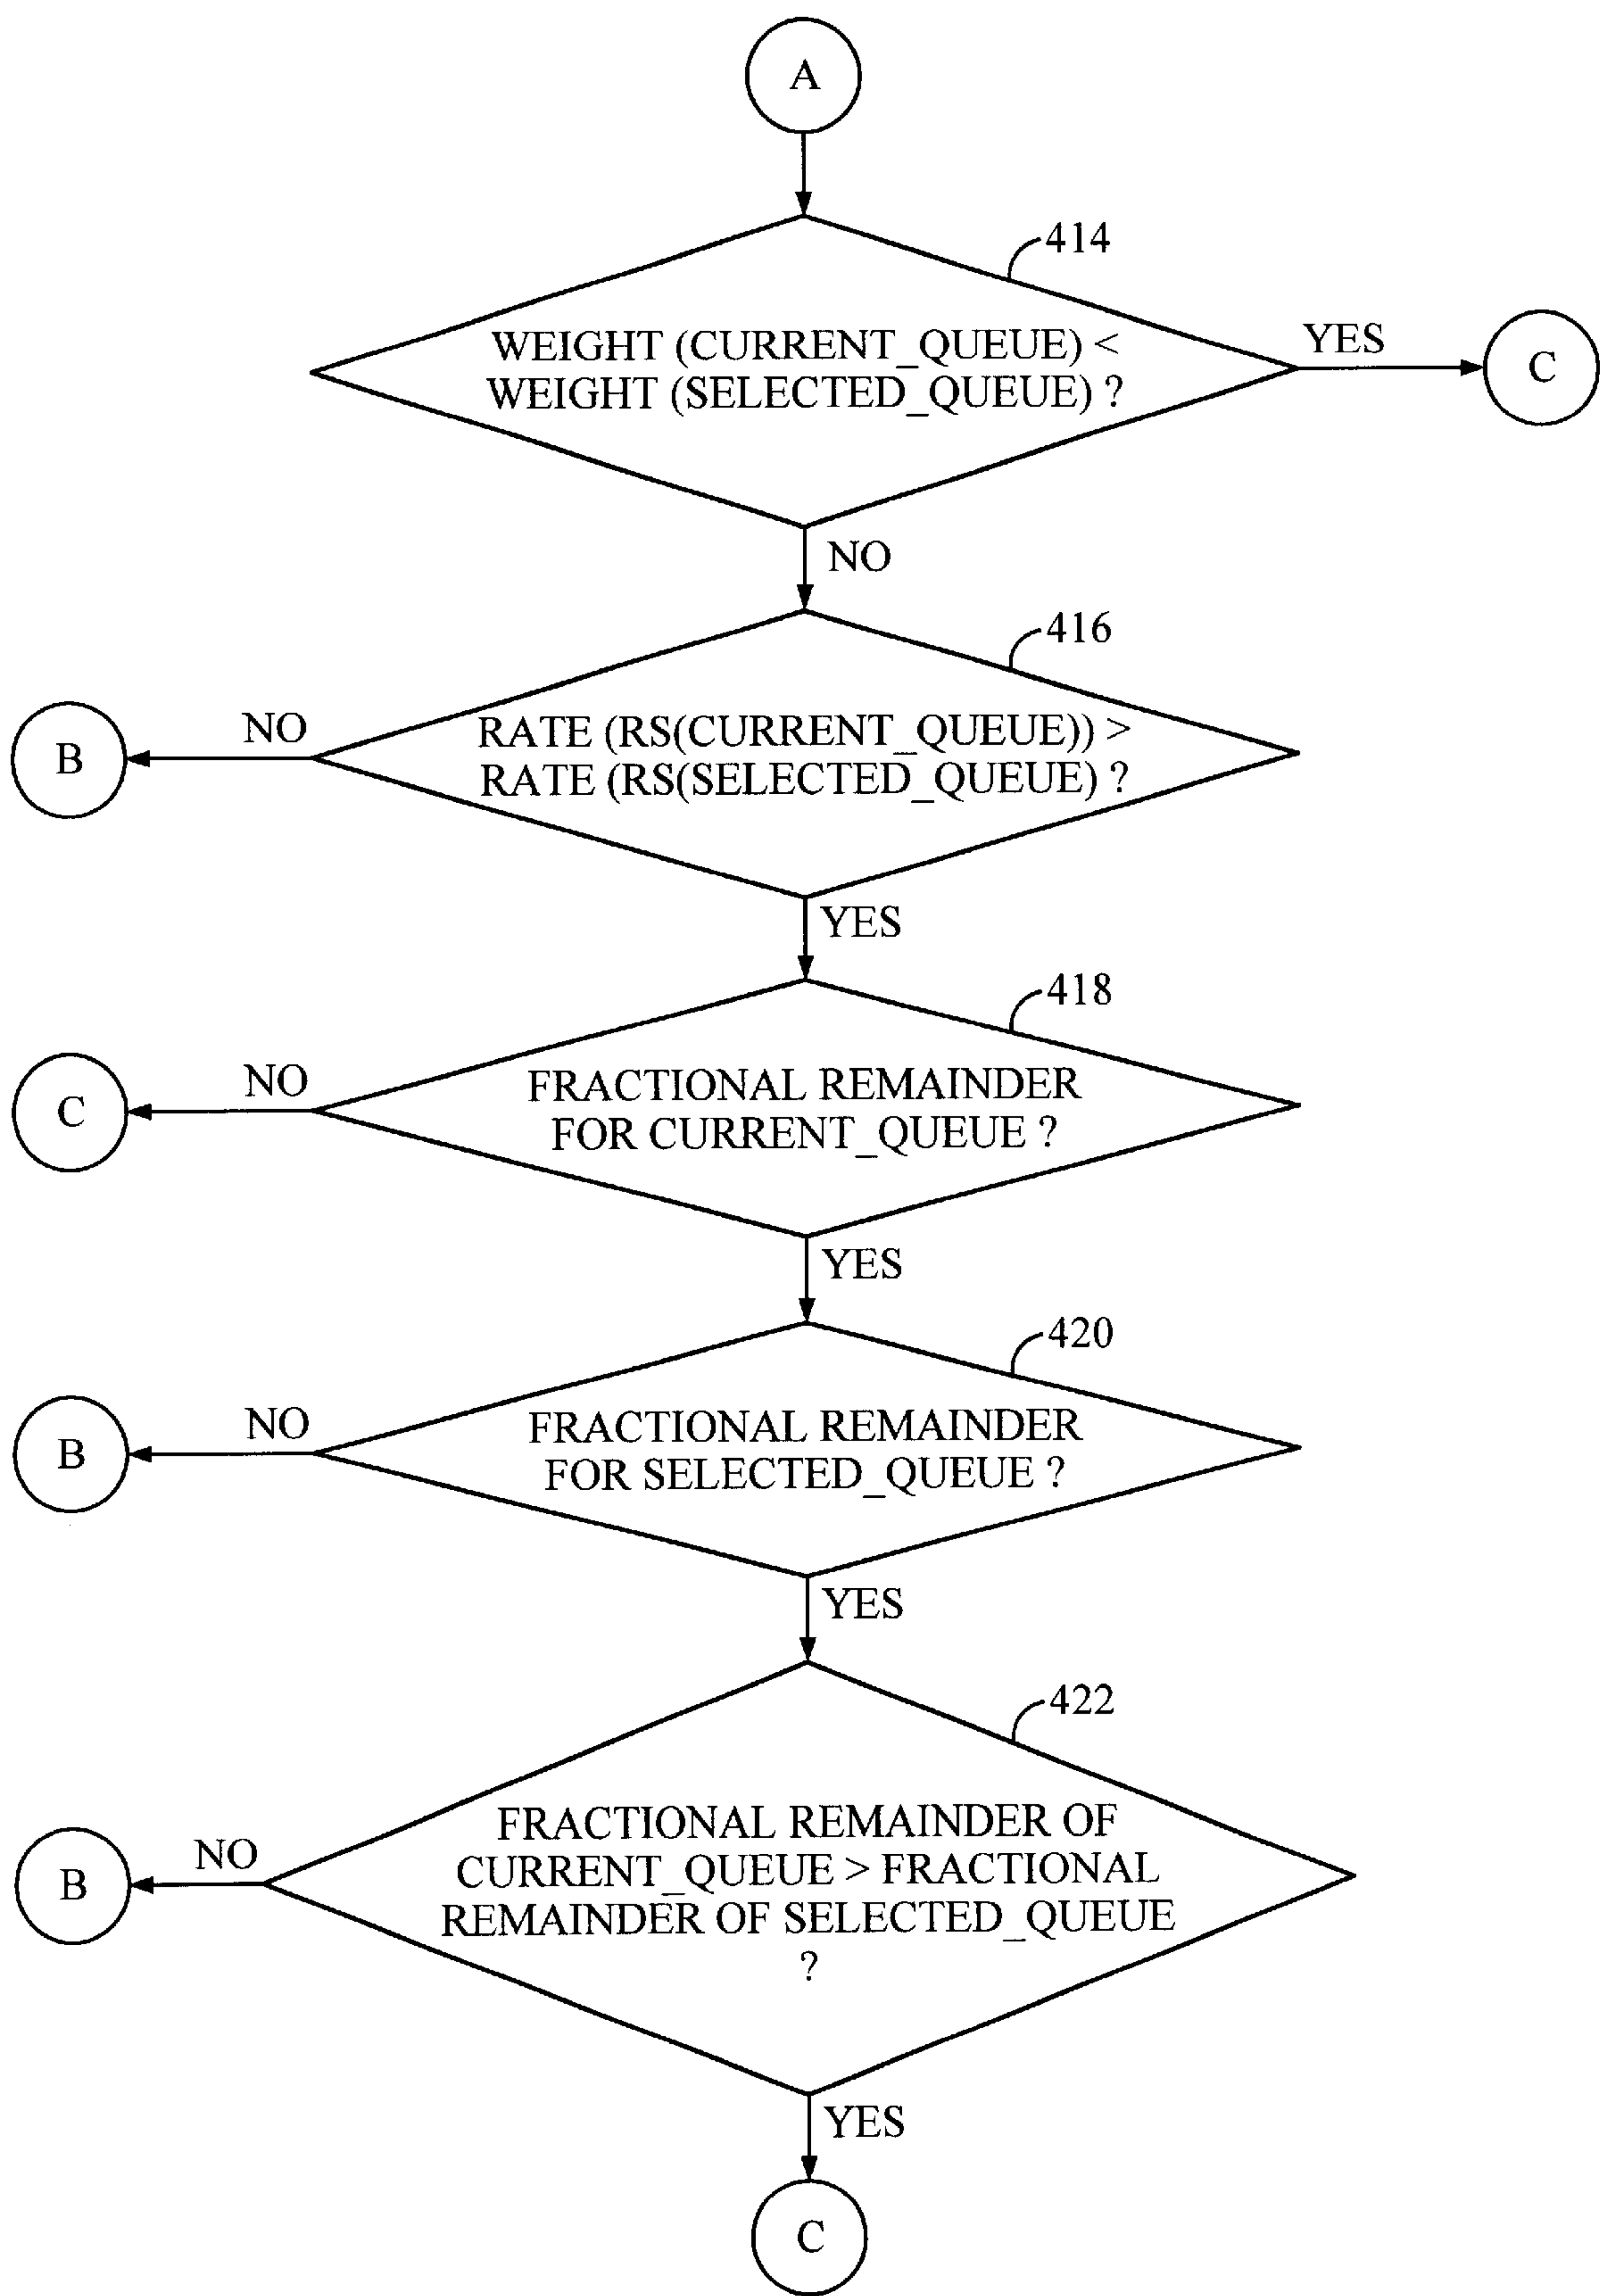 A
414
WEIGHT (CURRENT_QUEUE) <
WEIGHT (SELECTED_QUEUE) ?
YES
C
NO
416
RATE (RS(CURRENT_QUEUE)) >
RATE (RS(SELECTED_QUEUE) ?
NO
B
YES
418
FRACTIONAL REMAINDER
FOR CURRENT_QUEUE ?
NO
C
YES
420
FRACTIONAL REMAINDER
FOR SELECTED_QUEUE ?
NO
B
YES
422
FRACTIONAL REMAINDER OF
CURRENT_QUEUE > FRACTIONAL
REMAINDER OF SELECTED_QUEUE
?
NO
B
YES
C